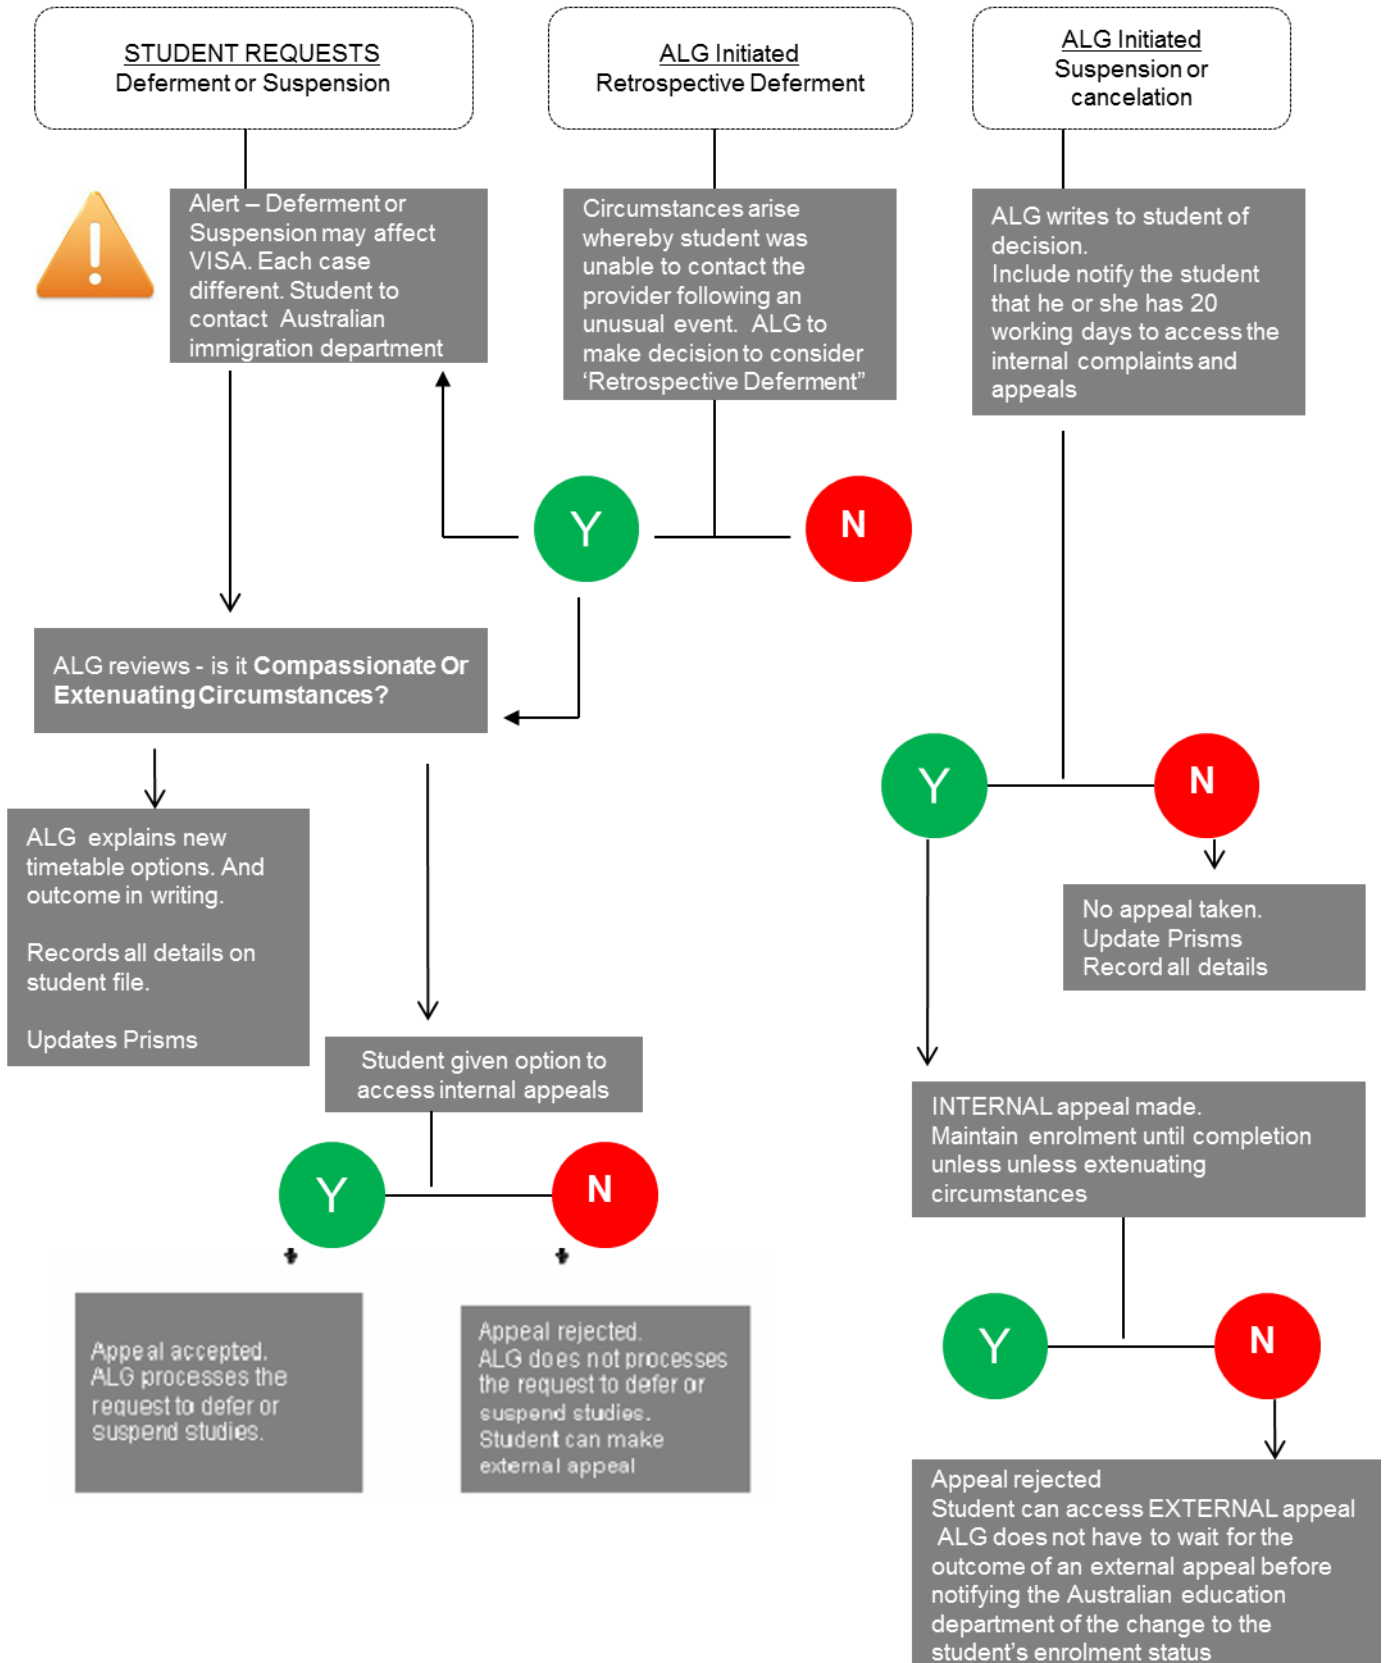 STUDENT REQUESTS
Deferment or Suspension
ALG Initiated
Retrospective Deferment
ALG Initiated
Suspension or
cancelation
Alert – Deferment or
Suspension may affect
VISA. Each case
different. Student to
contact Australian
immigration department
Circumstances arise
whereby student was
unable to contact the
provider following an
unusual event. ALG to
make decision to consider
‘Retrospective Deferment”
ALG writes to student of
decision.
Include notify the student
that he or she has 20
working days to access the
internal complaints and
appeals
Y
N
ALG reviews - is it Compassionate Or
Extenuating Circumstances?
Y
N
ALG explains new
timetable options. And
outcome in writing.
Records all details on
student file.
Updates Prisms
No appeal taken.
Update Prisms
Record all details
Student given option to
access internal appeals
INTERNAL appeal made.
Maintain enrolment until completion
unless unless extenuating
circumstances
Y
N
Appeal accepted.
ALG processes the
request to defer or
suspend studies.
Appeal rejected.
ALG does not processes
the request to defer or
suspend studies.
Student can make
external appeal
Y
N
Appeal rejected
Student can access EXTERNAL appeal
ALG does not have to wait for the
outcome of an external appeal before
notifying the Australian education
department of the change to the
student’s enrolment status